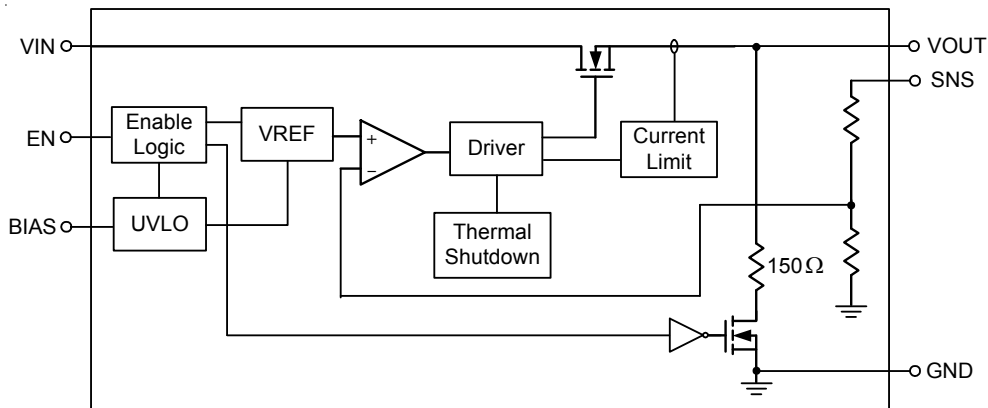 VIN
VOUT
SNS
EN
Enable
Logic
VREF
+
−
Driver
Current
Limit
BIAS
UVLO
Thermal
Shutdown
150Ω
GND